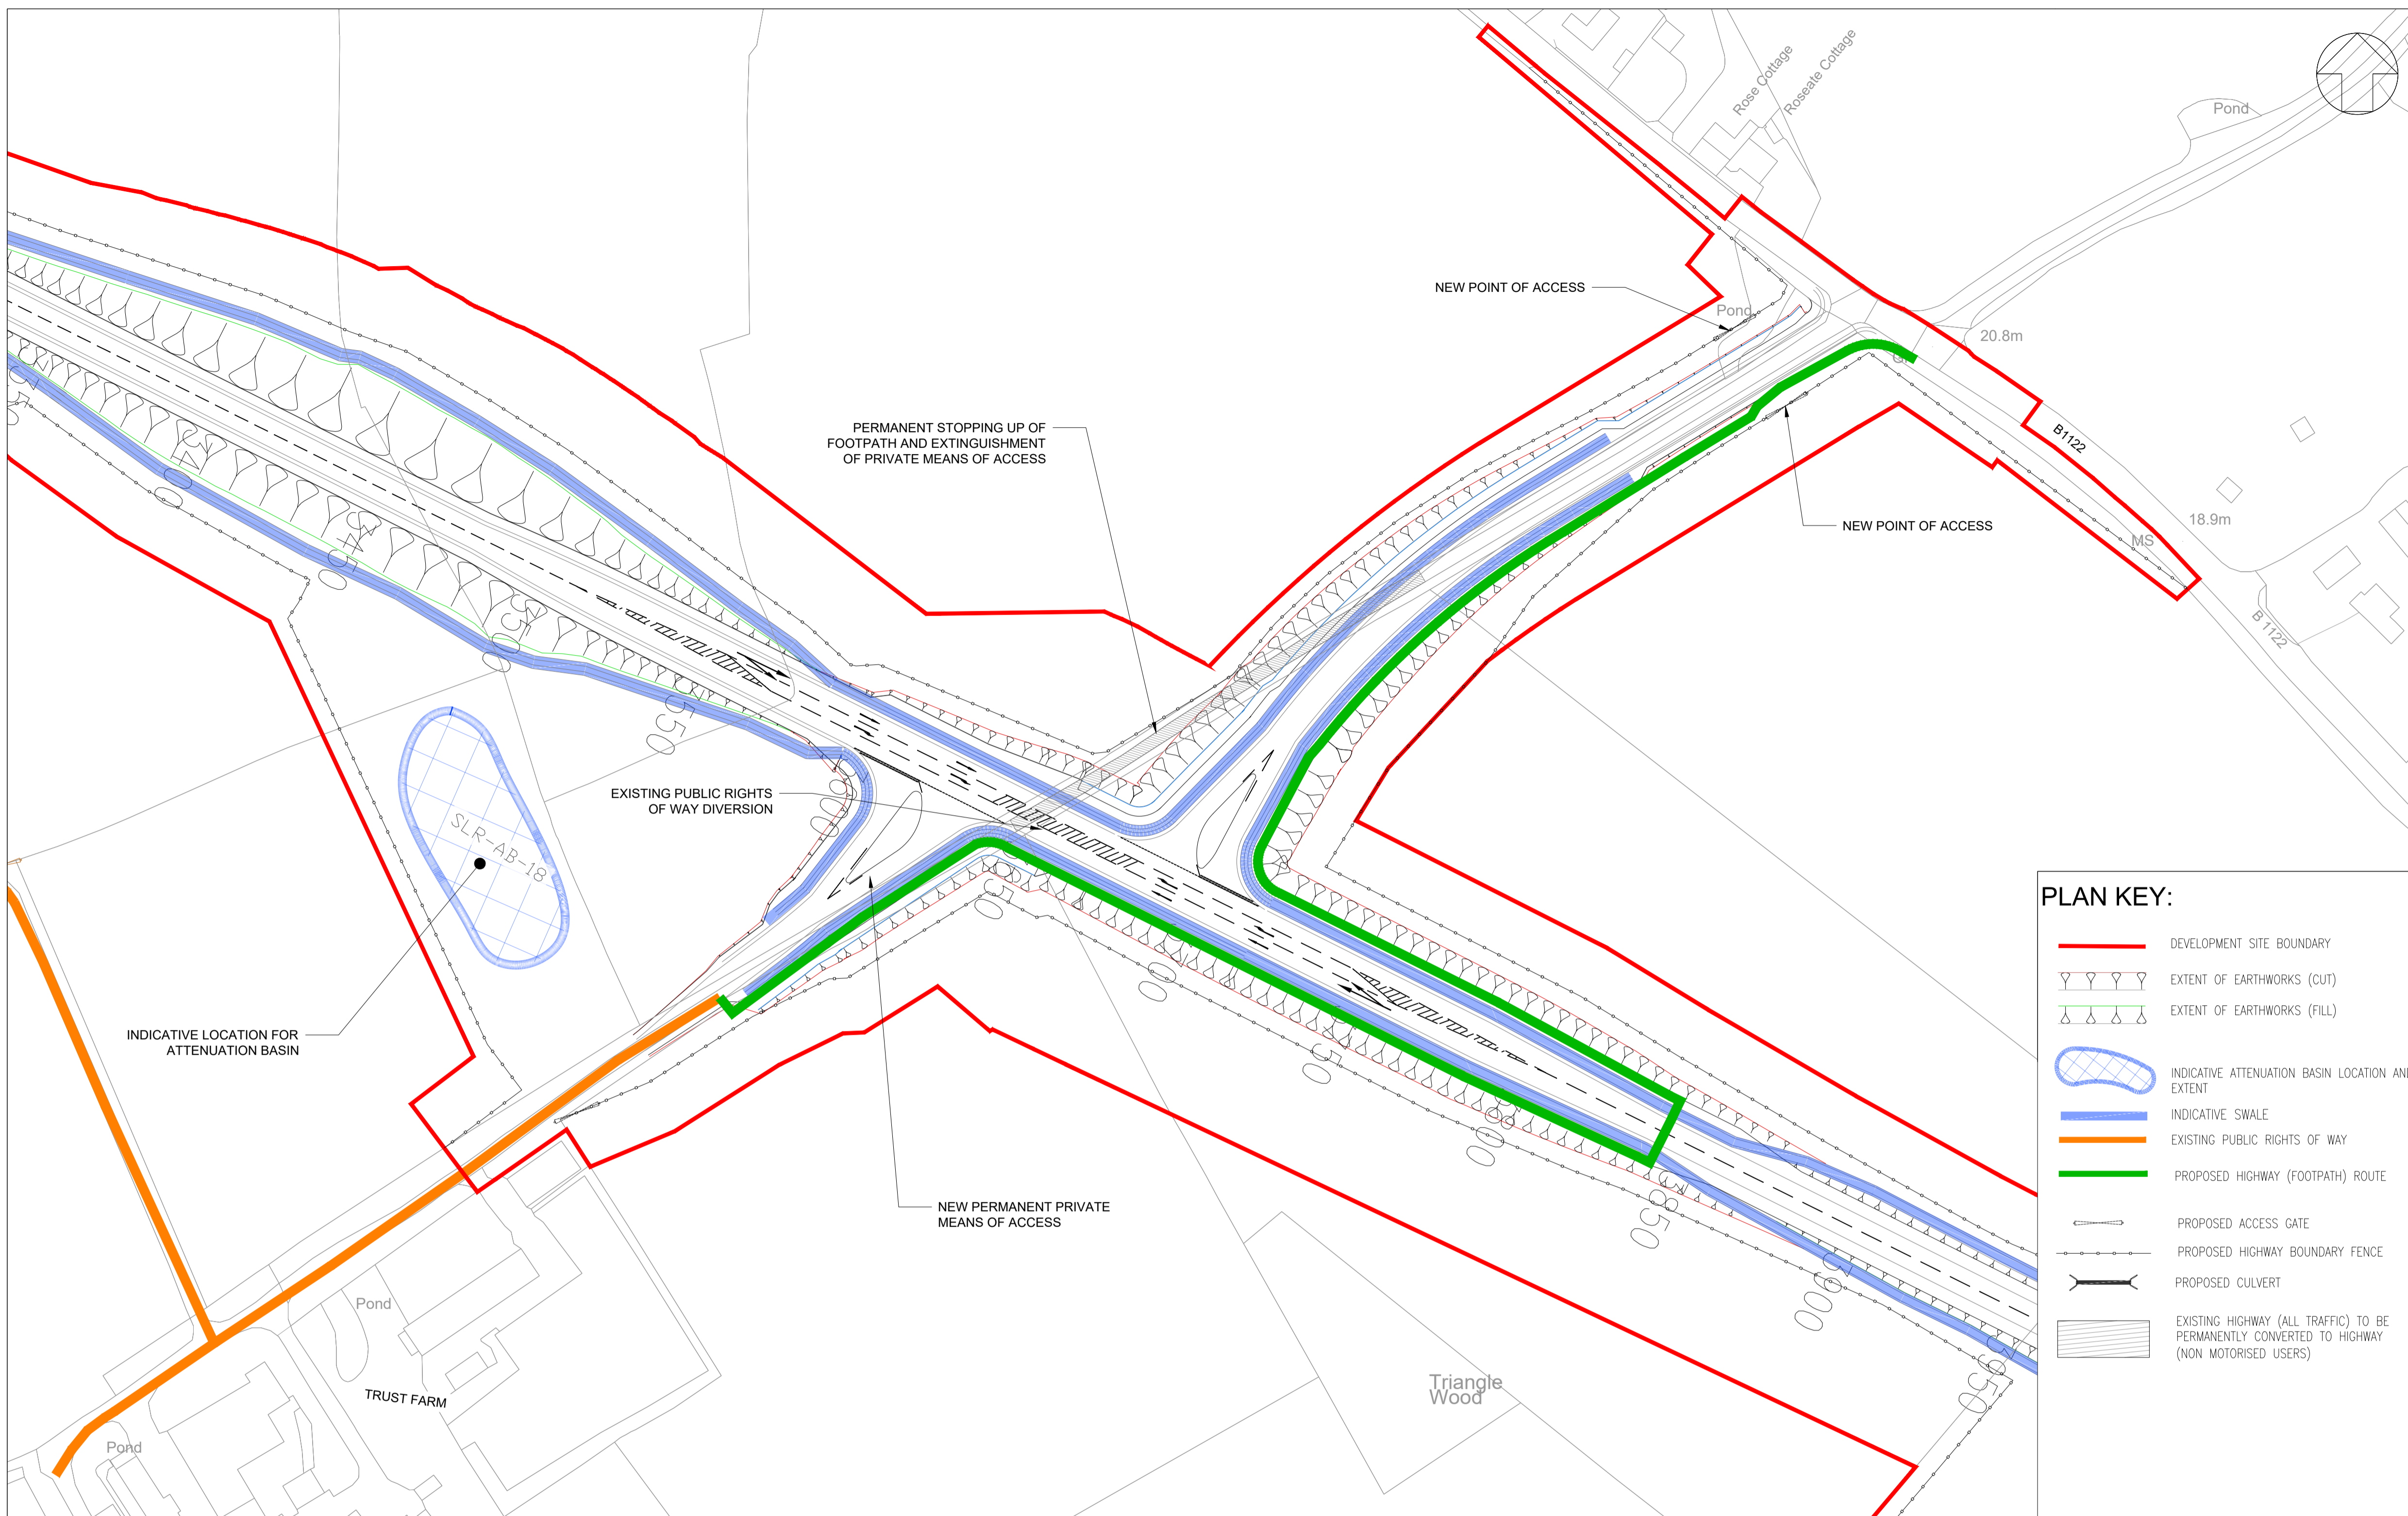 Rose Cottage
Roseate Cottage
Pond
20.8m
NEW POINT OF ACCESS
Pond
PERMANENT STOPPING UP OF
FOOTPATH AND EXTINGUISHMENT
OF PRIVATE MEANS OF ACCESS
B1122
NEW POINT OF ACCESS
18.9m
MS
B 1122
EXISTING PUBLIC RIGHTS
OF WAY DIVERSION
SLR-AB-18
INDICATIVE LOCATION FOR
ATTENUATION BASIN
NEW PERMANENT PRIVATE
MEANS OF ACCESS
Pond
TRUST FARM
Pond
Triangle
Wood
PLAN KEY:
DEVELOPMENT SITE BOUNDARY
EXTENT OF EARTHWORKS (CUT)
EXTENT OF EARTHWORKS (FILL)
INDICATIVE ATTENUATION BASIN LOCATION AN
EXTENT
INDICATIVE SWALE
EXISTING PUBLIC RIGHTS OF WAY
PROPOSED HIGHWAY (FOOTPATH) ROUTE
PROPOSED ACCESS GATE
PROPOSED HIGHWAY BOUNDARY FENCE
PROPOSED CULVERT
EXISTING HIGHWAY (ALL TRAFFIC) TO BE
PERMANENTLY CONVERTED TO HIGHWAY
(NON MOTORISED USERS)